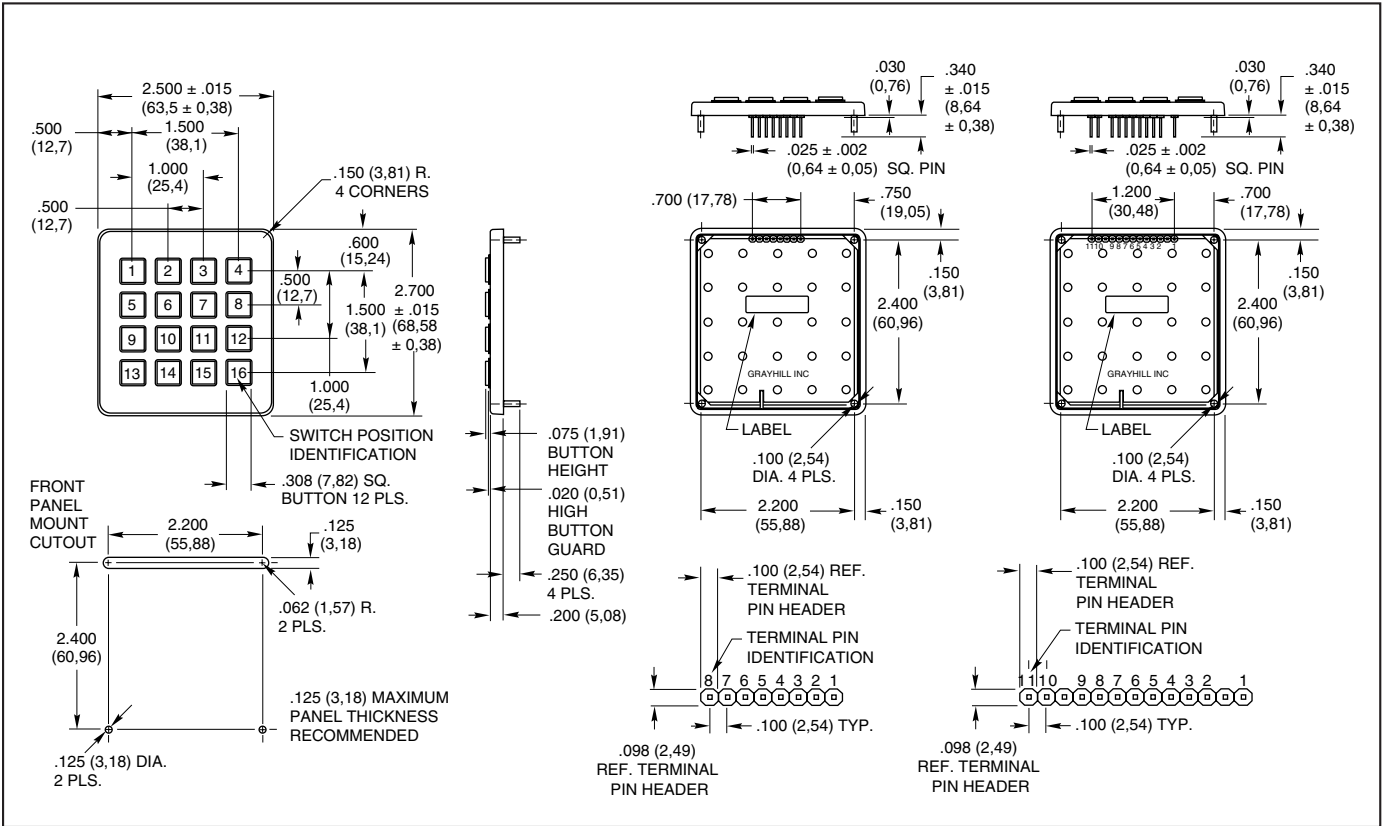 2.500 ± .015
(63,5 ± 0,38)
.500
(12,7)
1.500
(38,1)
1.000
(25,4)
.500
(12,7)
.150 (3,81) R.
4 CORNERS
.600
(15,24)
.500
(12,7)
1.500
(38,1)
2.700
± .015
(68,58
± 0,38)
1.000
(25,4)
1 2 3 4
5 6 7 8
9 10 11 12
13 14 15 16
SWITCH POSITION
IDENTIFICATION
.308 (7,82) SQ.
BUTTON 12 PLS.
FRONT
PANEL
MOUNT
CUTOUT
2.200
(55,88)
.125
(3,18)
.062 (1,57) R.
2 PLS.
2.400
(60,96)
.125 (3,18) MAXIMUM
PANEL THICKNESS
RECOMMENDED
.125 (3,18) DIA.
2 PLS.
.075 (1,91)
BUTTON
HEIGHT
.020 (0,51)
HIGH
BUTTON
GUARD
.250 (6,35)
4 PLS.
.200 (5,08)
.030
(0,76)
.340
± .015
(8,64
± 0,38)
.025 ± .002
(0,64 ± 0,05) SQ. PIN
.700 (17,78)
.750
(19,05)
.150
(3,81)
2.400
(60,96)
GRAYHILL INC
LABEL
.100 (2,54)
DIA. 4 PLS.
2.200
(55,88)
.150
(3,81)
.100 (2,54) REF.
TERMINAL
PIN HEADER
TERMINAL PIN
IDENTIFICATION
8 7 6 5 4 3 2 1
.100 (2,54) TYP.
.098 (2,49)
REF. TERMINAL
PIN HEADER
.030
(0,76)
.340
± .015
(8,64
± 0,38)
.025 ± .002
(0,64 ± 0,05) SQ. PIN
1.200
(30,48)
.700
(17,78)
1110 9 8 7 6 5 4 3 2 1
.150
(3,81)
2.400
(60,96)
GRAYHILL INC
LABEL
.100 (2,54)
DIA. 4 PLS.
2.200
(55,88)
.150
(3,81)
.100 (2,54) REF.
TERMINAL
PIN HEADER
TERMINAL PIN
IDENTIFICATION
11 10 9 8 7 6 5 4 3 2 1
.100 (2,54) TYP.
.098 (2,49)
REF. TERMINAL
PIN HEADER